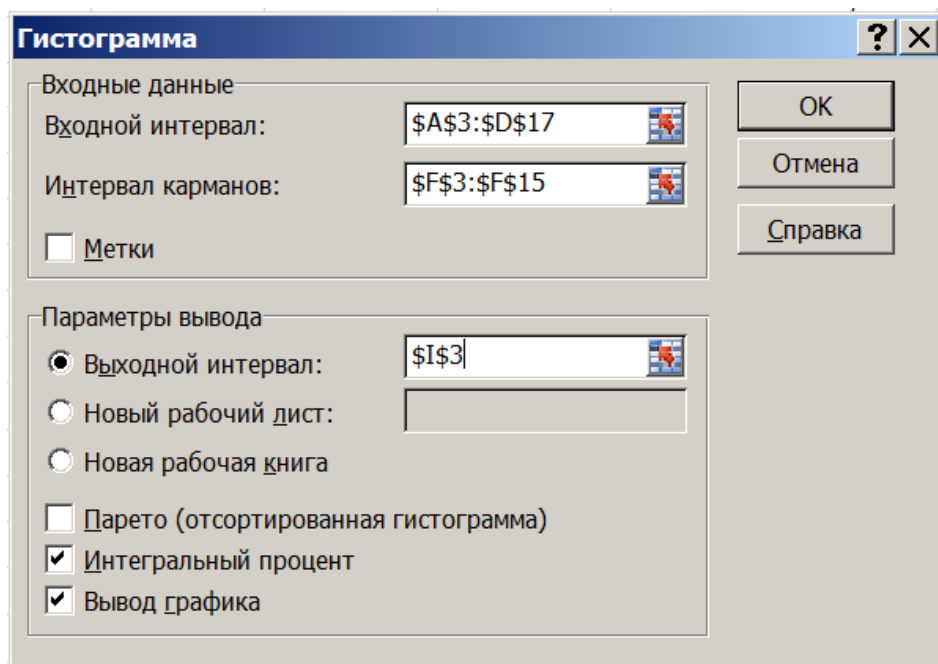 Гистограмма
Входные данные
Входной интервал: $A$3:$D$17
Интервал карманов: $F$3:$F$15
Метки
OK
Отмена
Справка
Параметры вывода
Выходной интервал: $I$3
Новый рабочий лист:
Новая рабочая книга
Парето (отсортированная гистограмма)
Интегральный процент
Вывод графика